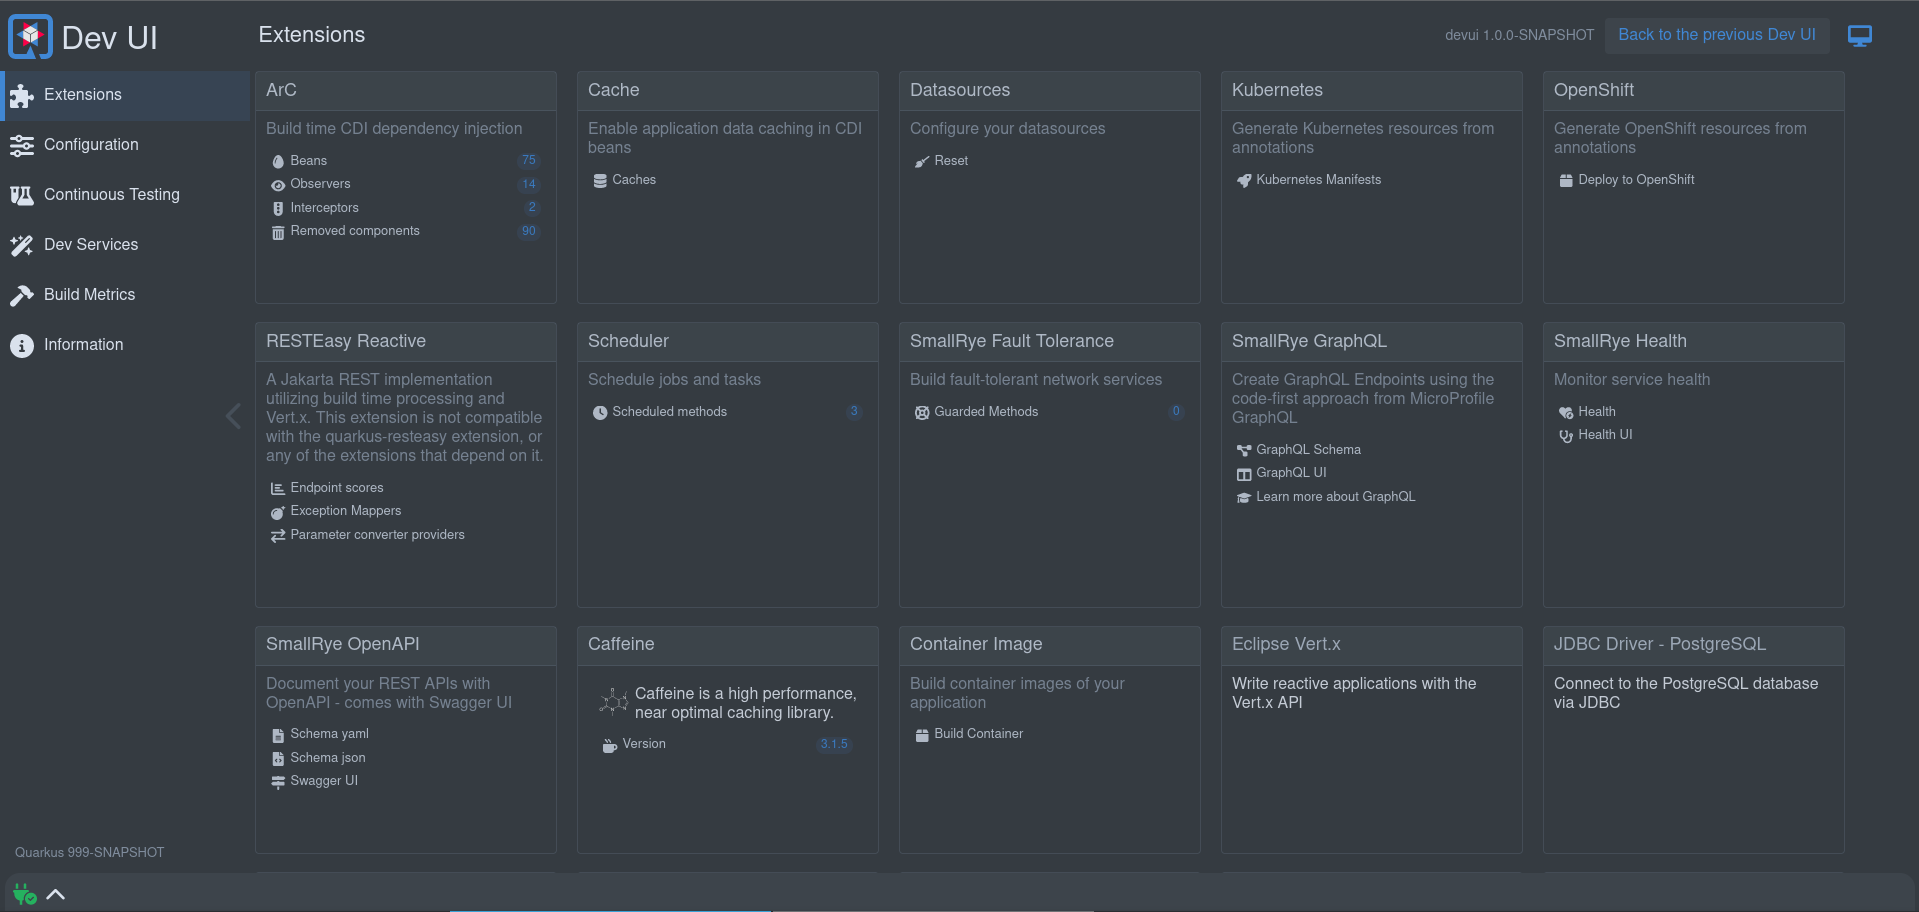 Dev UI
Extensions
devui 1.0.0-SNAPSHOT
Back to the previous Dev UI
Extensions
Configuration
Continuous Testing
Dev Services
Build Metrics
Information
Quarkus 999-SNAPSHOT
ArC
Build time CDI dependency injection
Beans 75
Observers 14
Interceptors 2
Removed components 90
Cache
Enable application data caching in CDI
beans
Caches
Datasources
Configure your datasources
Reset
Kubernetes
Generate Kubernetes resources from
annotations
Kubernetes Manifests
OpenShift
Generate OpenShift resources from
annotations
Deploy to OpenShift
RESTEasy Reactive
A Jakarta REST implementation
utilizing build time processing and
Vert.x. This extension is not compatible
with the quarkus-resteasy extension, or
any of the extensions that depend on it.
Endpoint scores
Exception Mappers
Parameter converter providers
Scheduler
Schedule jobs and tasks
Scheduled methods 3
SmallRye Fault Tolerance
Build fault-tolerant network services
Guarded Methods 0
SmallRye GraphQL
Create GraphQL Endpoints using the
code-first approach from MicroProfile
GraphQL
GraphQL Schema
GraphQL UI
Learn more about GraphQL
SmallRye Health
Monitor service health
Health
Health UI
SmallRye OpenAPI
Document your REST APIs with
OpenAPI - comes with Swagger UI
Schema yaml
Schema json
Swagger UI
Caffeine
Caffeine is a high performance,
near optimal caching library.
Version 3.1.5
Container Image
Build container images of your
application
Build Container
Eclipse Vert.x
Write reactive applications with the
Vert.x API
JDBC Driver - PostgreSQL
Connect to the PostgreSQL database
via JDBC